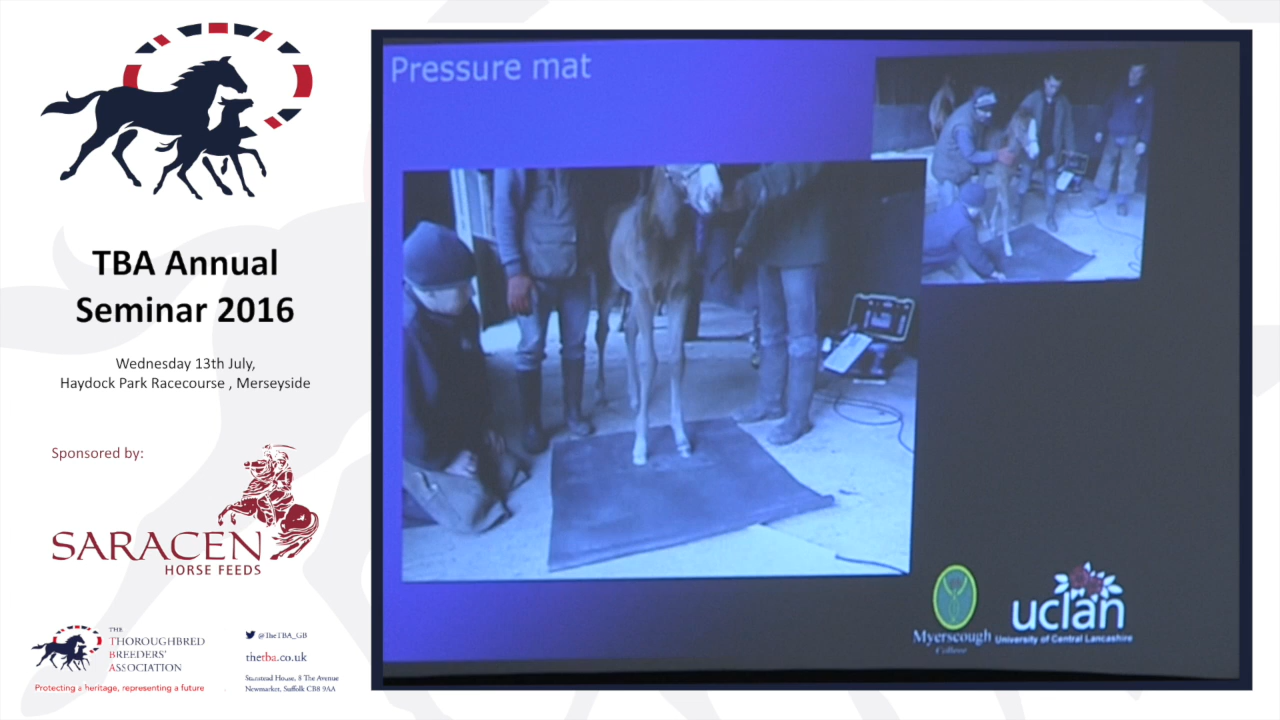 TBA Annual
Seminar 2016
Wednesday 13th July,
Haydock Park Racecourse , Merseyside
Sponsored by:
SARACEN
HORSE FEEDS
THE
THOROUGHBRED
BREEDERS'
ASSOCIATION
Protecting a heritage, representing a future
@TheTBA_GB
thetba.co.uk
Stanstead House, 8 The Avenue
Newmarket, Suffolk CB8 9AA
Pressure mat
Myerscough
College
uclan
University of Central Lancashire